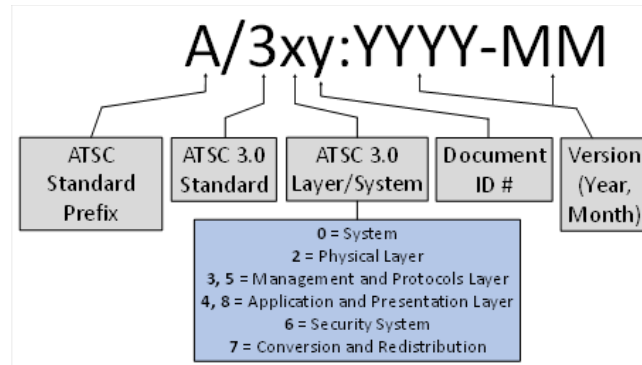 A/3xy:YYYY-MM
ATSC
Standard
Prefix
ATSC 3.0
Standard
ATSC 3.0
Layer/System
Document
ID #
Version
(Year,
Month)
0 = System
2 = Physical Layer
3, 5 = Management and Protocols Layer
4, 8 = Application and Presentation Layer
6 = Security System
7 = Conversion and Redistribution